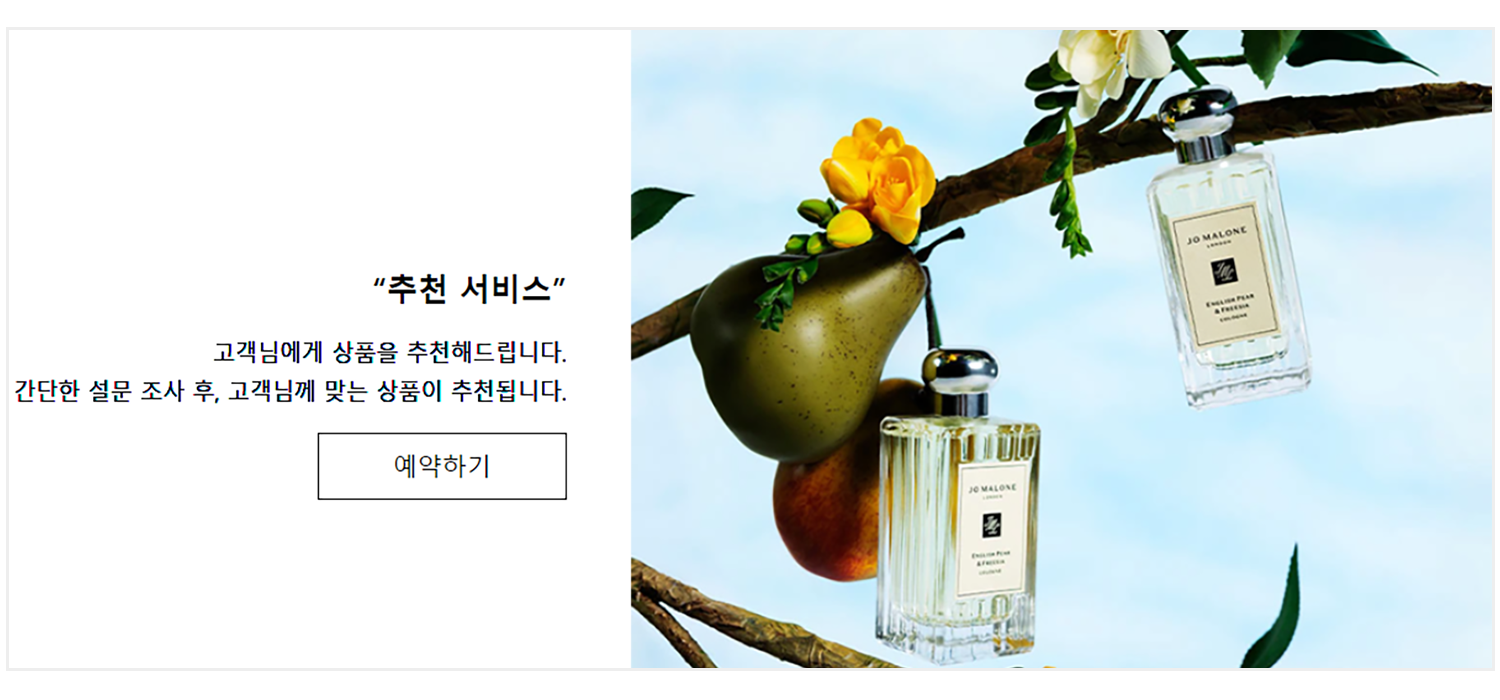 “추천 서비스”
고객님에게 상품을 추천해드립니다.
간단한 설문 조사 후, 고객님께 맞는 상품이 추천됩니다.
예약하기
JO MALONE
LONDON
ENGLISH PEAR
& FREESIA
COLOGNE
JO MALONE
LONDON
ENGLISH PEAR
& FREESIA
COLOGNE